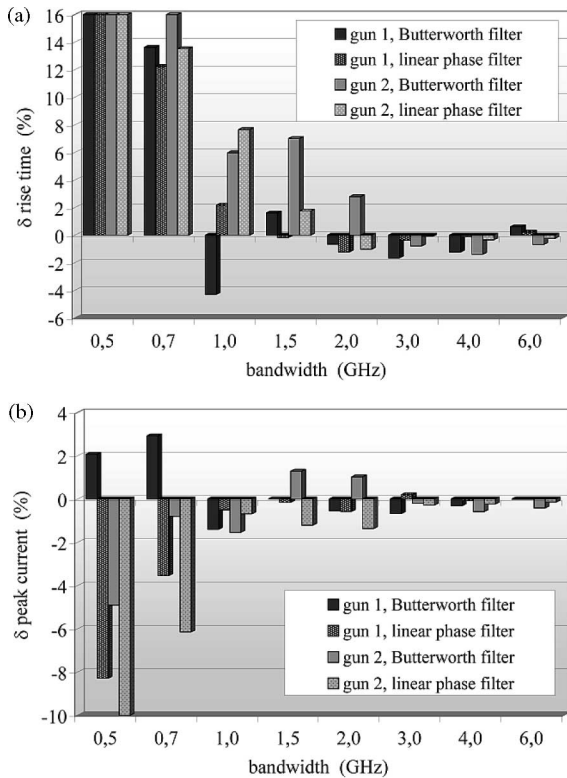 (a)
16
14
12
10
8
6
4
2
0
-2
-4
-6
δ rise time (%)
gun 1, Butterworth filter
gun 1, linear phase filter
gun 2, Butterworth filter
gun 2, linear phase filter
0,5 0,7 1,0 1,5 2,0 3,0 4,0 6,0
bandwidth (GHz)
(b)
4
2
0
-2
-4
-6
-8
-10
δ peak current (%)
gun 1, Butterworth filter
gun 1, linear phase filter
gun 2, Butterworth filter
gun 2, linear phase filter
0,5 0,7 1,0 1,5 2,0 3,0 4,0 6,0
bandwidth (GHz)